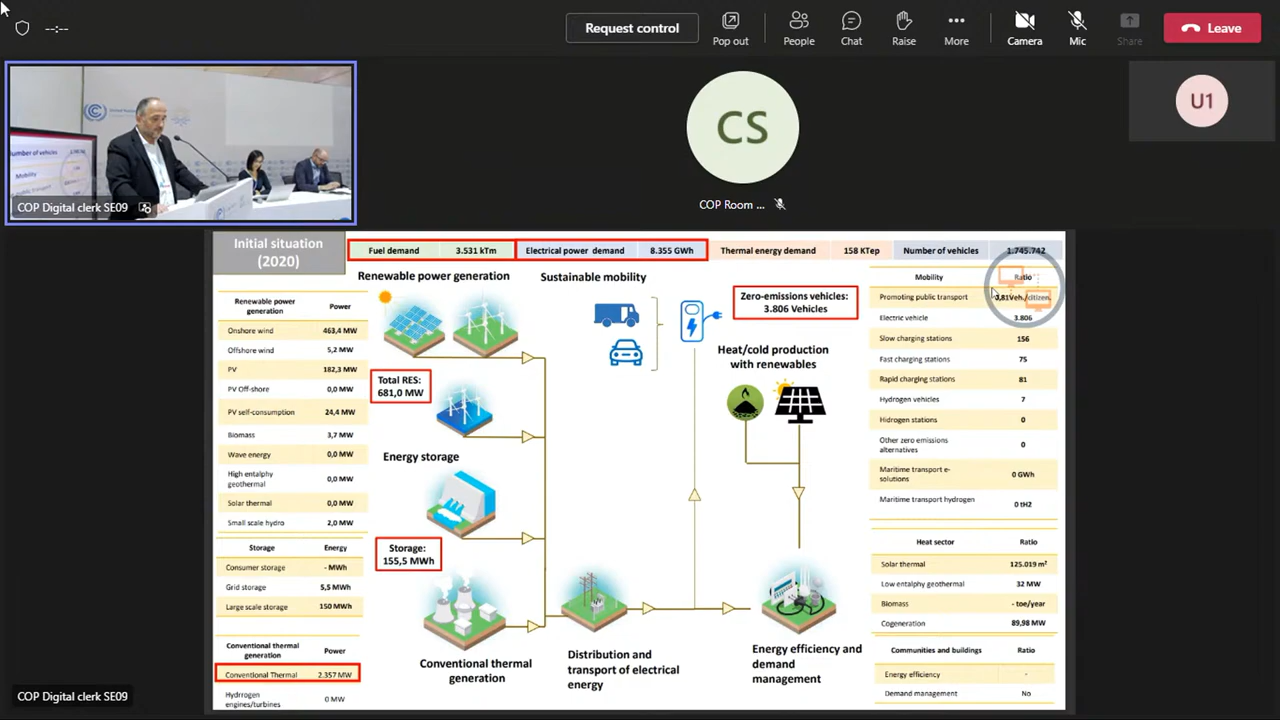 --:--
Request control
Pop out
People
Chat
Raise
More
Camera
Mic
Share
Leave
COP Digital clerk SE09
CS
COP Room ...
U1
Initial situation
(2020)
Fuel demand 3.531 kTm
Electrical power demand 8.355 GWh
Thermal energy demand 158 KTep
Number of vehicles 1.745.742
Renewable power generation
Sustainable mobility
Renewable power
generation Power
Onshore wind 463,4 MW
Offshore wind 5,2 MW
PV 182,3 MW
PV Off-shore 0,0 MW
PV self-consumption 24,4 MW
Biomass 3,7 MW
Wave energy 0,0 MW
High entalphy
geothermal 0,0 MW
Solar thermal 0,0 MW
Small scale hydro 2,0 MW
Storage Energy
Consumer storage - MWh
Grid storage 5,5 MWh
Large scale storage 150 MWh
Conventional thermal
generation Power
Conventional Thermal 2.357 MW
Hydrrogen
engines/turbines 0 MW
Total RES:
681,0 MW
Energy storage
Storage:
155,5 MWh
Conventional thermal
generation
Distribution and
transport of electrical
energy
Zero-emissions vehicles:
3.806 Vehicles
Heat/cold production
with renewables
Energy efficiency and
demand
management
Mobility Ratio
Promoting public transport 0,81Veh./citizen.
Electric vehicle 3.806
Slow charging stations 156
Fast charging stations 75
Rapid charging stations 81
Hydrogen vehicles 7
Hidrogen stations 0
Other zero emissions
alternatives 0
Maritime transport e-
solutions 0 GWh
Maritime transport hydrogen 0 tH2
Heat sector Ratio
Solar thermal 125.019 m²
Low entalphy geothermal 32 MW
Biomass - toe/year
Cogeneration 89,98 MW
Communities and buildings Ratio
Energy efficiency -
Demand management No
COP Digital clerk SE09